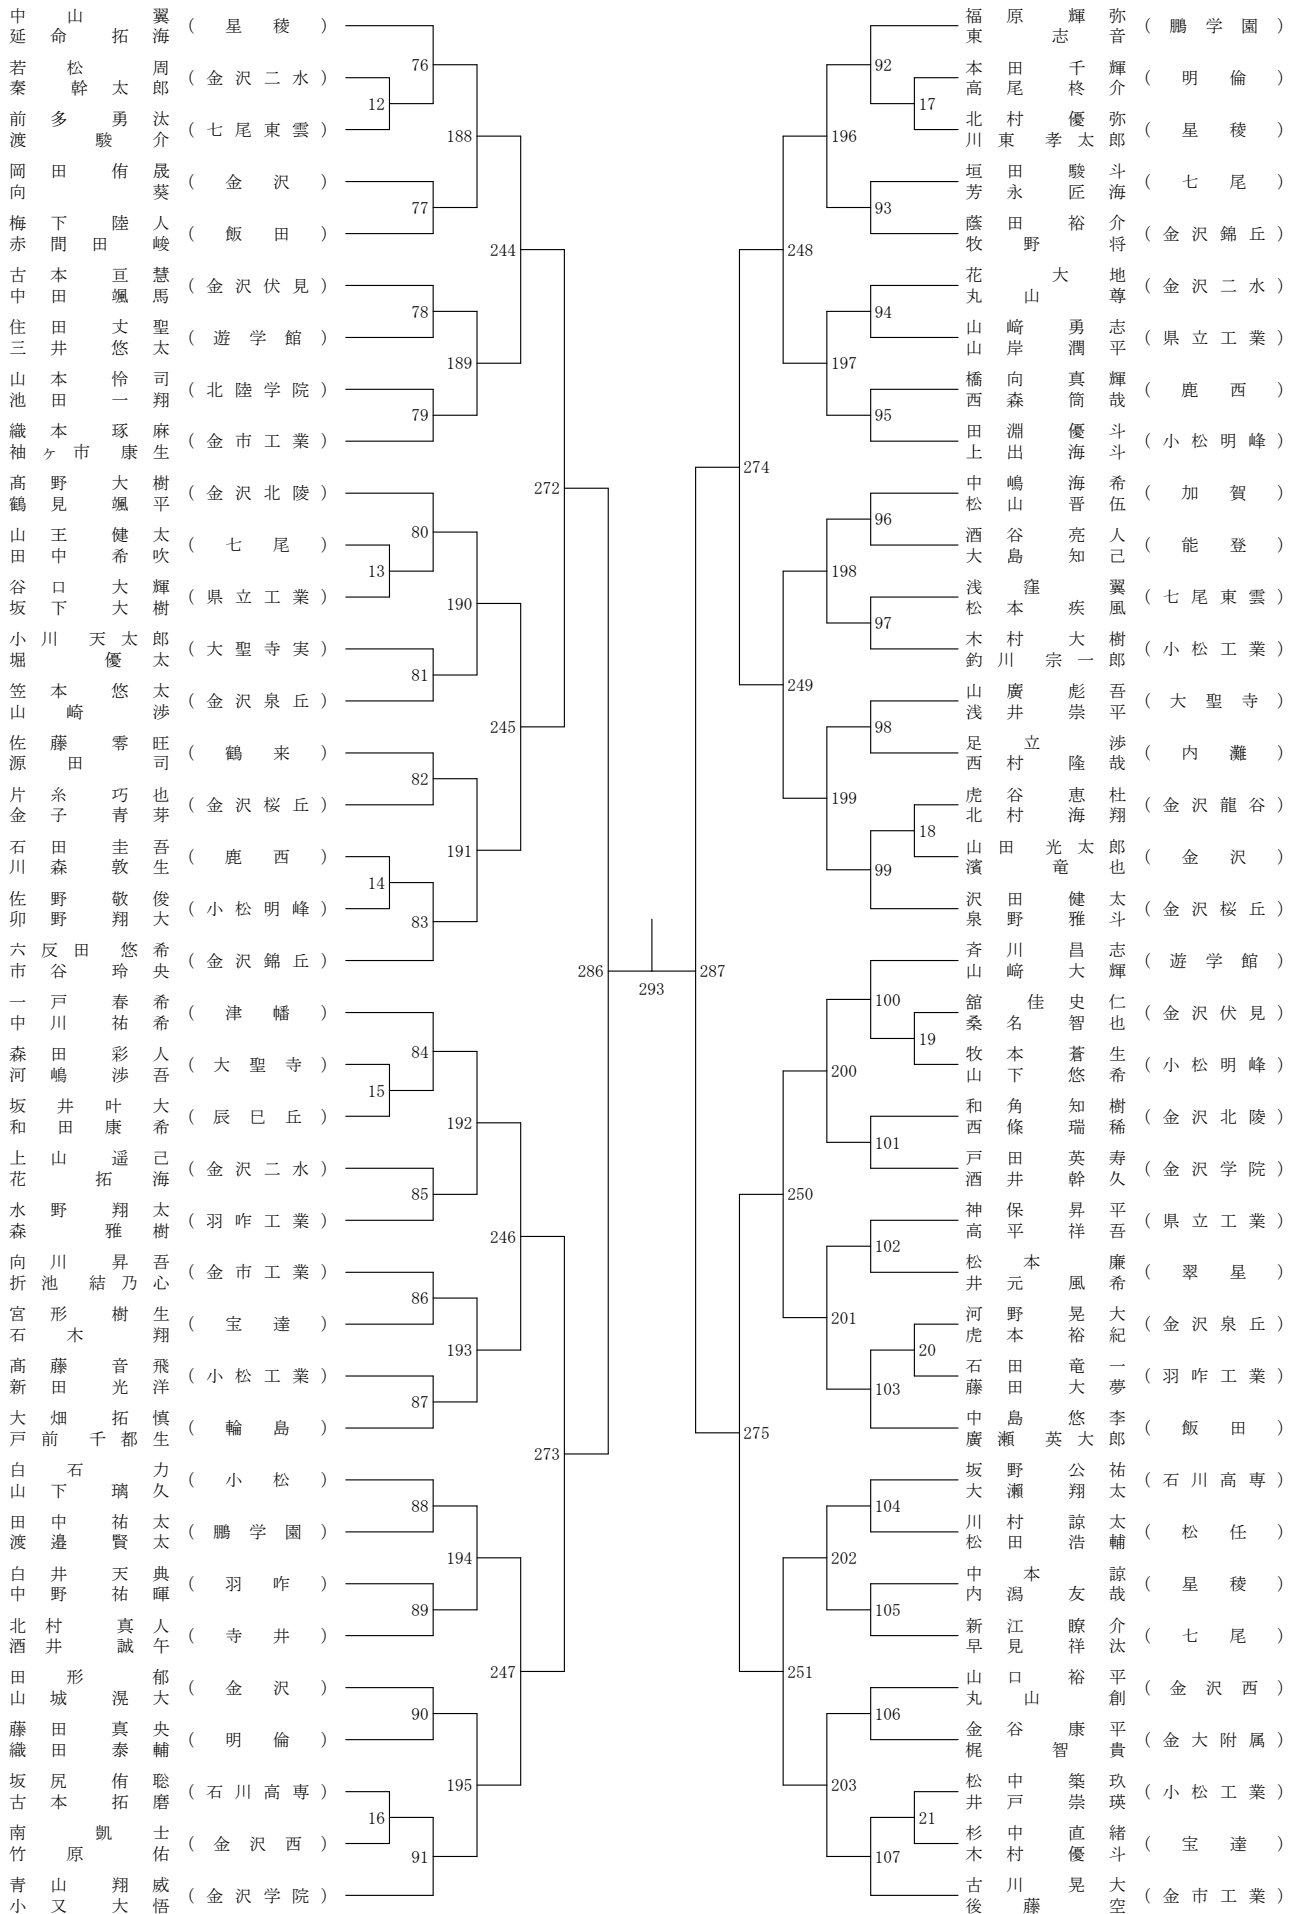 中山翼
延命拓海 (星稜)
76
若松周
秦幹太郎 (金沢二水)
12
前多勇汰
渡駿介 (七尾東雲)
188
岡田侑晟
向葵 (金沢)
77
梅下陸人
赤間田峻 (飯田)
244
古本亘慧
中田颯馬 (金沢伏見)
78
住田丈聖
三井悠太 (遊学館)
189
山本怜司
池田一翔 (北陸学院)
79
織本琢麻
袖ヶ市康生 (金市工業)
272
髙野大樹
鶴見颯平 (金沢北陵)
80
山王健太
田中希吹 (七尾)
13
谷口大輝
坂下大樹 (県立工業)
190
小川天太郎
堀優太 (大聖寺実)
81
笠本悠太
山崎渉 (金沢泉丘)
245
佐藤零旺
源田司 (鶴来)
82
片糸巧也
金子青芽 (金沢桜丘)
191
石田圭吾
川森敦生 (鹿西)
14
佐野敬俊
卯野翔大 (小松明峰)
83
六反田悠希
市谷玲央 (金沢錦丘)
286
293
一戸春希
中川祐希 (津幡)
84
森田彩人
河嶋渉吾 (大聖寺)
15
坂井叶大
和田康希 (辰巳丘)
192
上山遥己
花拓海 (金沢二水)
85
水野翔太
森雅樹 (羽咋工業)
246
向川昇吾
折池結乃心 (金市工業)
86
宮形樹生
石木翔 (宝達)
193
髙藤音飛
新田光洋 (小松工業)
87
大畑拓慎
戸前千都生 (輪島)
273
白石力
山下璃久 (小松)
88
田中祐太
渡邉賢太 (鵬学園)
194
白井天典
中野祐暉 (羽咋)
89
北村真人
酒井誠午 (寺井)
247
田形郁
山城滉大 (金沢)
90
藤田真央
織田泰輔 (明倫)
195
坂尻侑聡
古本拓磨 (石川高専)
16
南凱士
竹原佑 (金沢西)
91
青山翔威
小又大悟 (金沢学院)
福原輝弥
東志音 (鵬学園)
92
本田千輝
高尾柊介 (明倫)
17
北村優弥
川東孝太郎 (星稜)
196
垣田駿斗
芳永匠海 (七尾)
93
蔭田裕介
牧野将 (金沢錦丘)
248
花大地
丸山尊 (金沢二水)
94
山﨑勇志
山岸潤平 (県立工業)
197
橋向真輝
西森筒哉 (鹿西)
95
田淵優斗
上出海斗 (小松明峰)
274
中嶋海希
松山晋伍 (加賀)
96
酒谷亮人
大島知己 (能登)
198
浅窪翼
松本疾風 (七尾東雲)
97
木村大樹
釣川宗一郎 (小松工業)
249
山廣彪吾
浅井崇平 (大聖寺)
98
足立渉
西村隆哉 (内灘)
199
虎谷恵杜
北村海翔 (金沢龍谷)
18
山田光太郎
濱竜也 (金沢)
99
沢田健太
泉野雅斗 (金沢桜丘)
287
斉川昌志
山﨑大輝 (遊学館)
100
舘佳史仁
桑名智也 (金沢伏見)
19
牧本蒼生
山下悠希 (小松明峰)
200
和角知樹
西條瑞稀 (金沢北陵)
101
戸田英寿
酒井幹久 (金沢学院)
250
神保昇平
高平祥吾 (県立工業)
102
松本廉
井元風希 (翠星)
201
河野晃大
虎本裕紀 (金沢泉丘)
20
石田竜一
藤田大夢 (羽咋工業)
103
中島悠李
廣瀬英大郎 (飯田)
275
坂野公祐
大瀬翔太 (石川高専)
104
川村諒太
松田浩輔 (松任)
202
中本諒
内潟友哉 (星稜)
105
新江瞭介
早見祥汰 (七尾)
251
山口裕平
丸山創 (金沢西)
106
金谷康平
梶智貴 (金大附属)
203
松中築玖
井戸崇瑛 (小松工業)
21
杉中直緒
木村優斗 (宝達)
107
古川晃大
後藤空 (金市工業)